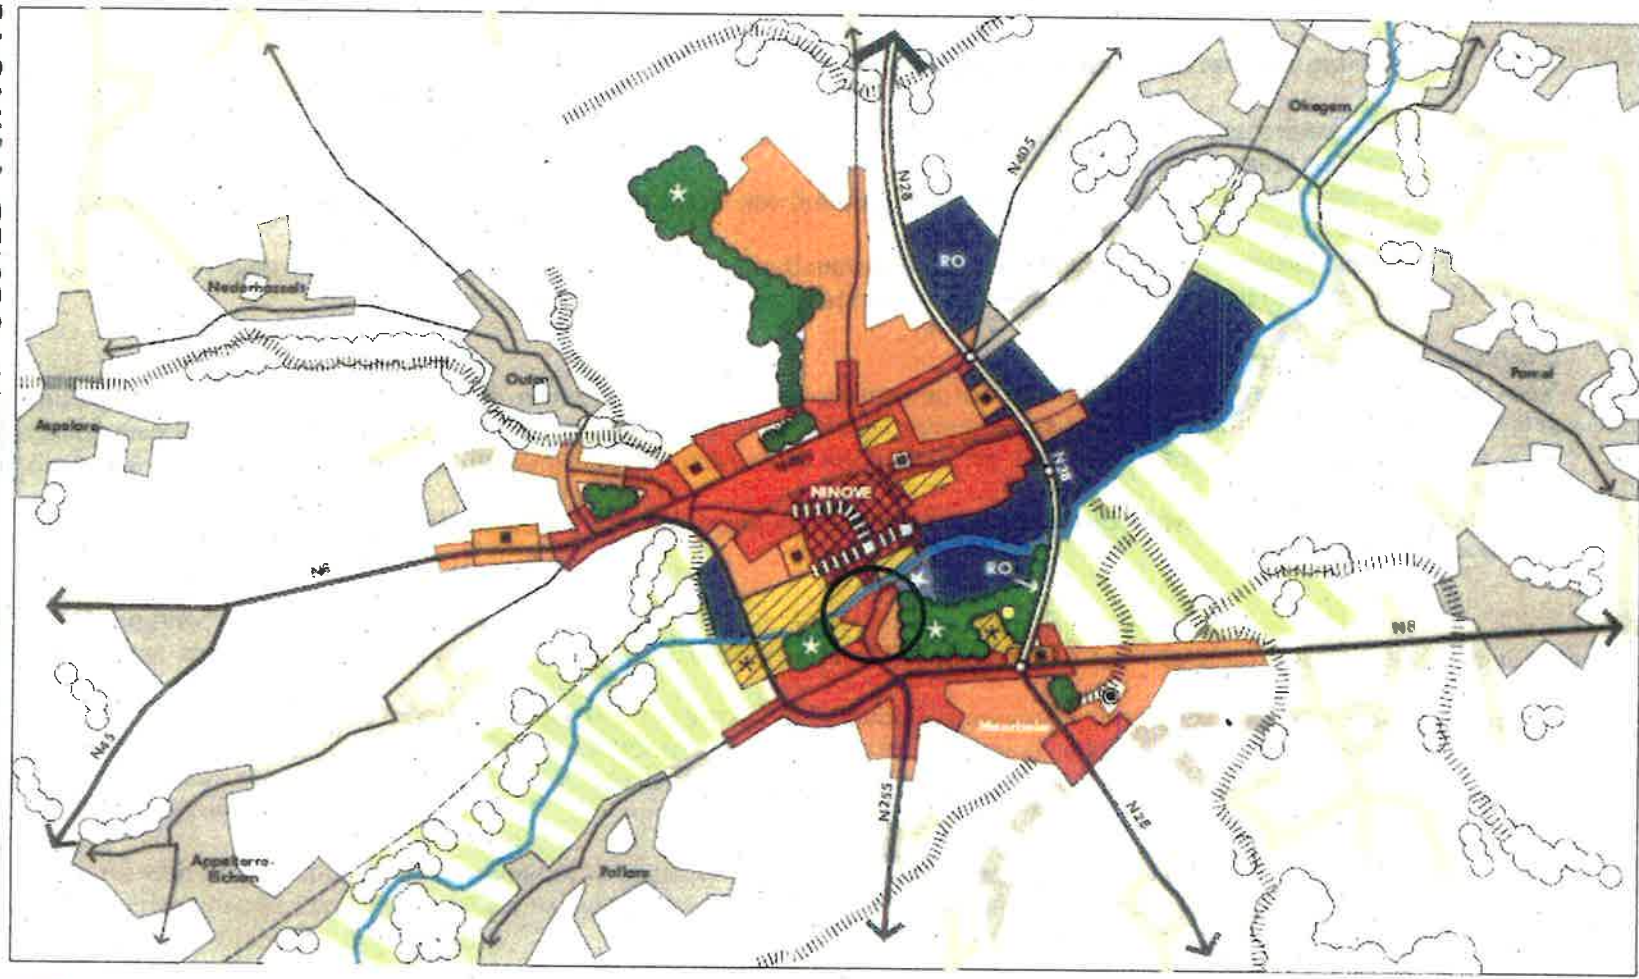 Okegem
N28
N405
RO
Nederhasselt
Outer
Pamel
Aspelare
N28
NINOVE
N8
RO
N8
Meerbeke
N45
N255
N28
Appelterre-
Eichem
Pollare